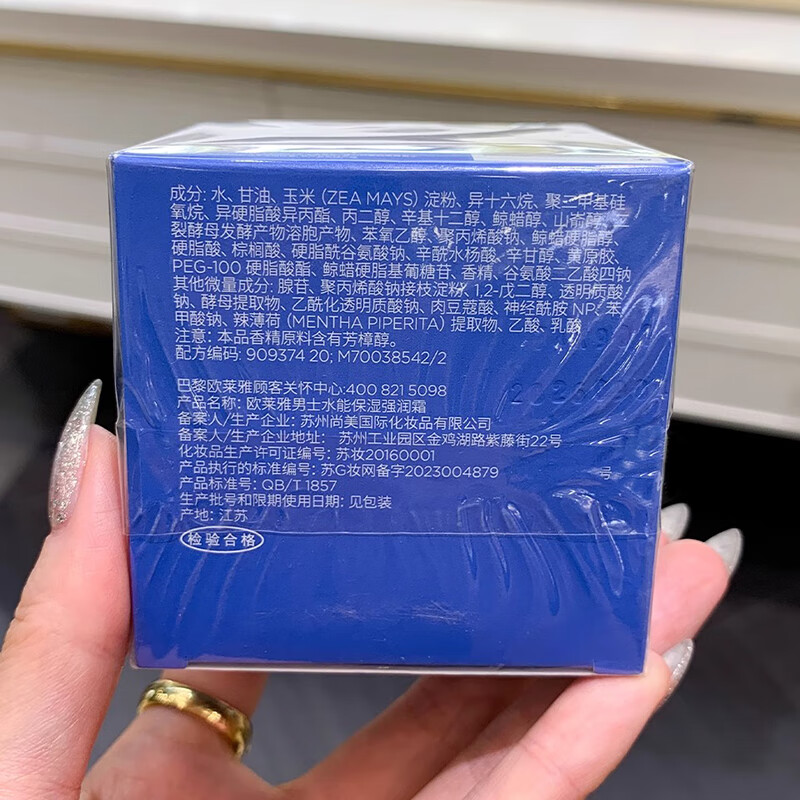 成分: 水、甘油、玉米 (ZEA MAYS) 淀粉、异十六烷、聚二甲基硅
氧烷、异硬脂酸异丙酯、丙二醇、辛基十二醇、鲸蜡醇、山嵛醇、二
裂酵母发酵产物溶胞产物、苯氧乙醇、聚丙烯酸钠、鲸蜡硬脂醇、
硬脂酸、棕榈酸、硬脂酰谷氨酸钠、辛酰水杨酸、辛甘醇、黄原胶、
PEG-100 硬脂酸酯、鲸蜡硬脂基葡糖苷、香精、谷氨酸二乙酸四钠
其他微量成分: 腺苷、聚丙烯酸钠接枝淀粉、1,2-戊二醇、透明质酸
钠、酵母提取物、乙酰化透明质酸钠、肉豆蔻酸、神经酰胺 NP、苯
甲酸钠、辣薄荷 (MENTHA PIPERITA) 提取物、乙酸、乳酸
注意: 本品香精原料含有芳樟醇。
配方编码: 909374 20; M70038542/2
巴黎欧莱雅顾客关怀中心:400 821 5098
产品名称: 欧莱雅男士水能保湿强润霜
备案人/生产企业: 苏州尚美国际化妆品有限公司
备案人/生产企业地址: 苏州工业园区金鸡湖路紫藤街22号
化妆品生产许可证编号: 苏妆20160001
产品执行的标准编号: 苏G妆网备字2023004879 号
产品标准号: QB/T 1857
生产批号和限期使用日期: 见包装
产地: 江苏
检验合格